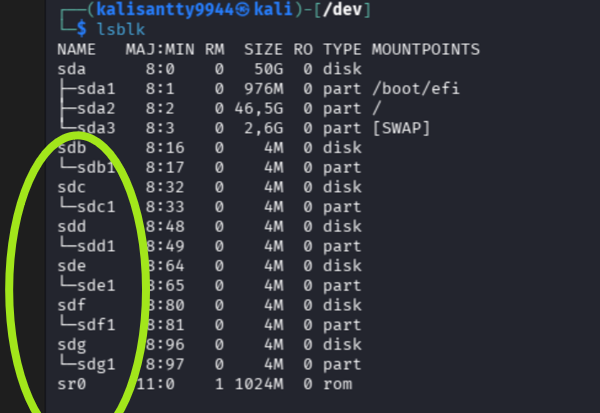 ┌──(kalisantty9944㉿kali)-[/dev]
└─$ lsblk
NAME   MAJ:MIN RM  SIZE RO TYPE MOUNTPOINTS
sda      8:0    0   50G  0 disk
├─sda1   8:1    0  976M  0 part /boot/efi
├─sda2   8:2    0 46,5G  0 part /
└─sda3   8:3    0  2,6G  0 part [SWAP]
sdb      8:16   0    4M  0 disk
└─sdb1   8:17   0    4M  0 part
sdc      8:32   0    4M  0 disk
└─sdc1   8:33   0    4M  0 part
sdd      8:48   0    4M  0 disk
└─sdd1   8:49   0    4M  0 part
sde      8:64   0    4M  0 disk
└─sde1   8:65   0    4M  0 part
sdf      8:80   0    4M  0 disk
└─sdf1   8:81   0    4M  0 part
sdg      8:96   0    4M  0 disk
└─sdg1   8:97   0    4M  0 part
sr0     11:0    1 1024M  0 rom